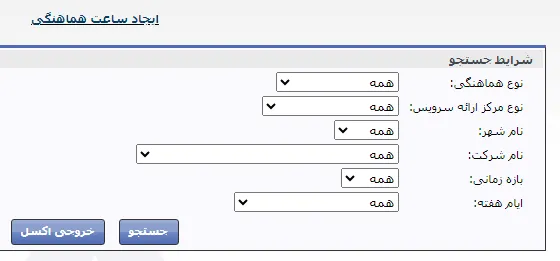 ایجاد ساعت هماهنگی
شرایط جستجو
نوع هماهنگی: همه
نوع مرکز ارائه سرویس: همه
نام شهر: همه
نام شرکت: همه
بازه زمانی: همه
ایام هفته: همه
جستجو خروجی اکسل